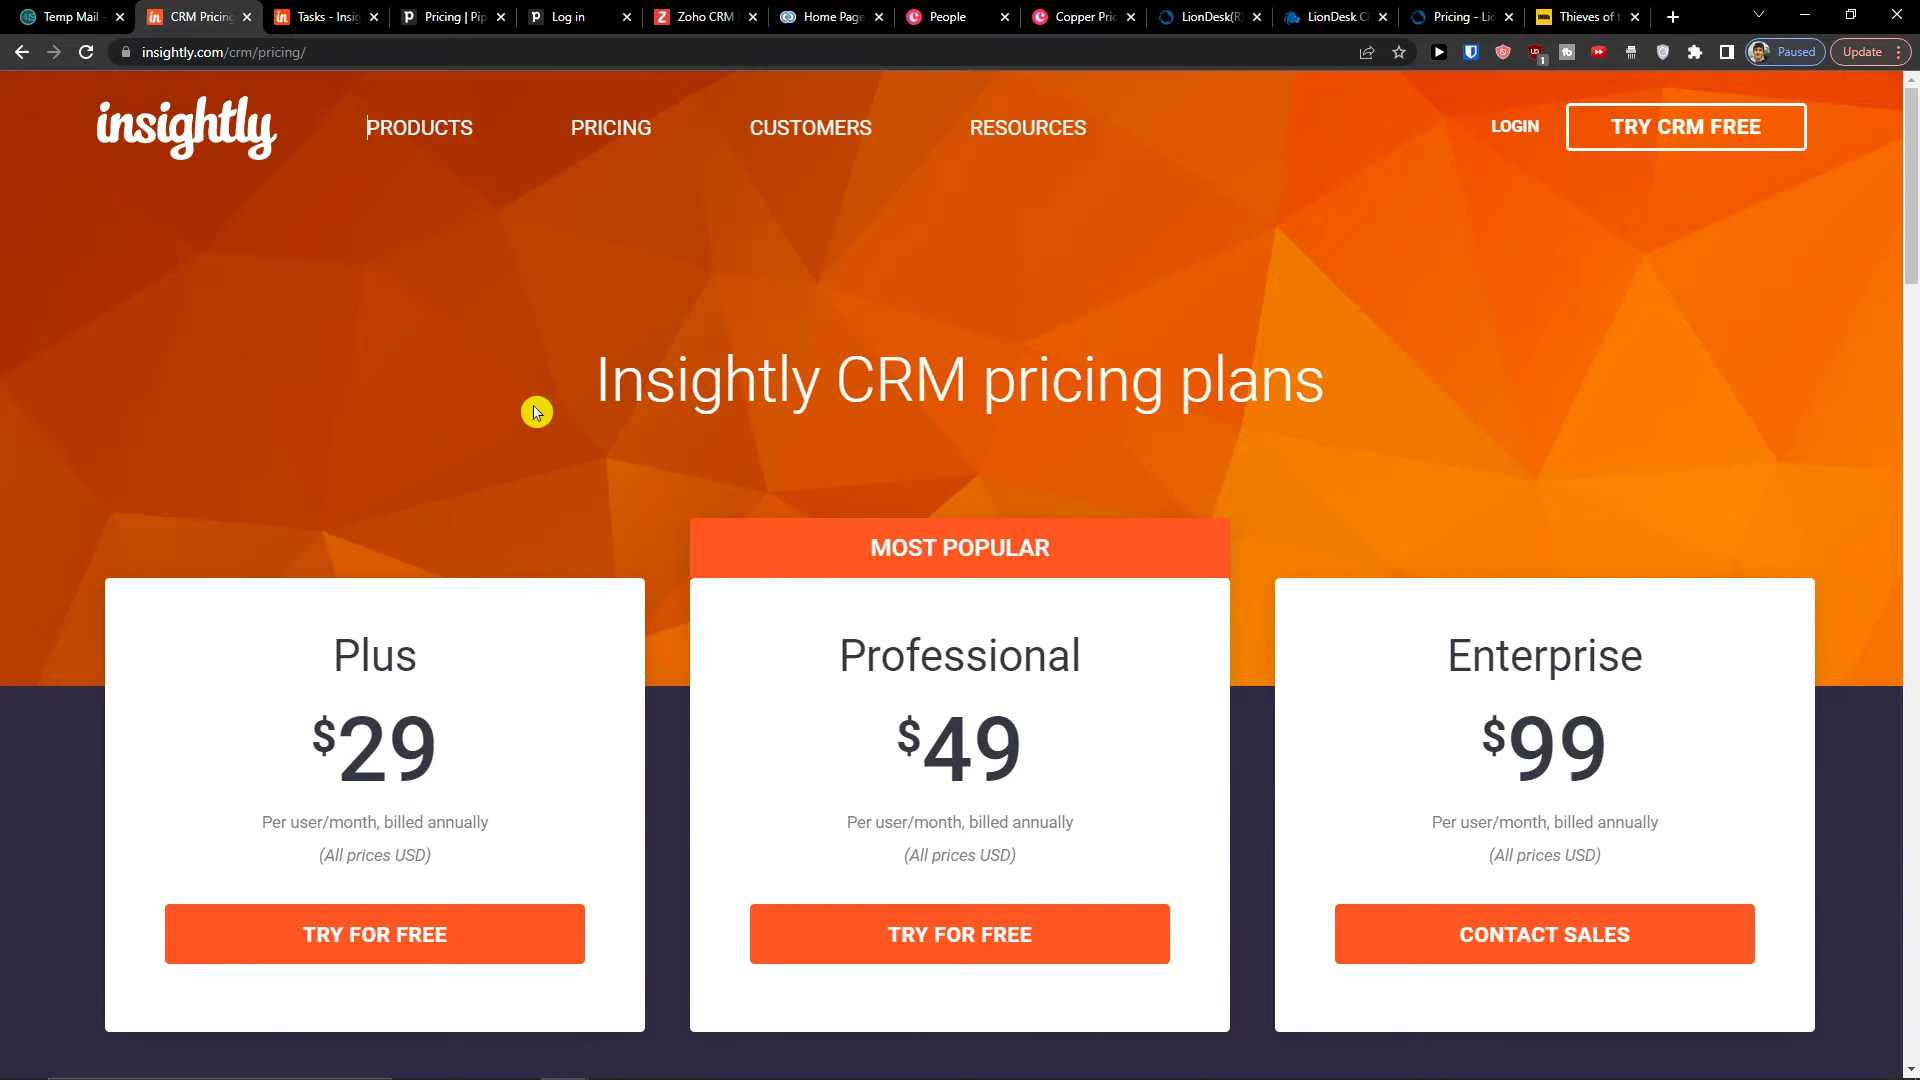 Temp Mail -
CRM Pricing
Tasks - Insig
Pricing | Pip
Log in
Zoho CRM
Home Page
People
Copper Pric
LionDesk(R)
LionDesk C
Pricing - Lio
Thieves of t
insightly.com/crm/pricing/
Paused
Update
insightly
PRODUCTS
PRICING
CUSTOMERS
RESOURCES
LOGIN
TRY CRM FREE
Insightly CRM pricing plans
MOST POPULAR
Plus
$29
Per user/month, billed annually
(All prices USD)
TRY FOR FREE
Professional
$49
Per user/month, billed annually
(All prices USD)
TRY FOR FREE
Enterprise
$99
Per user/month, billed annually
(All prices USD)
CONTACT SALES